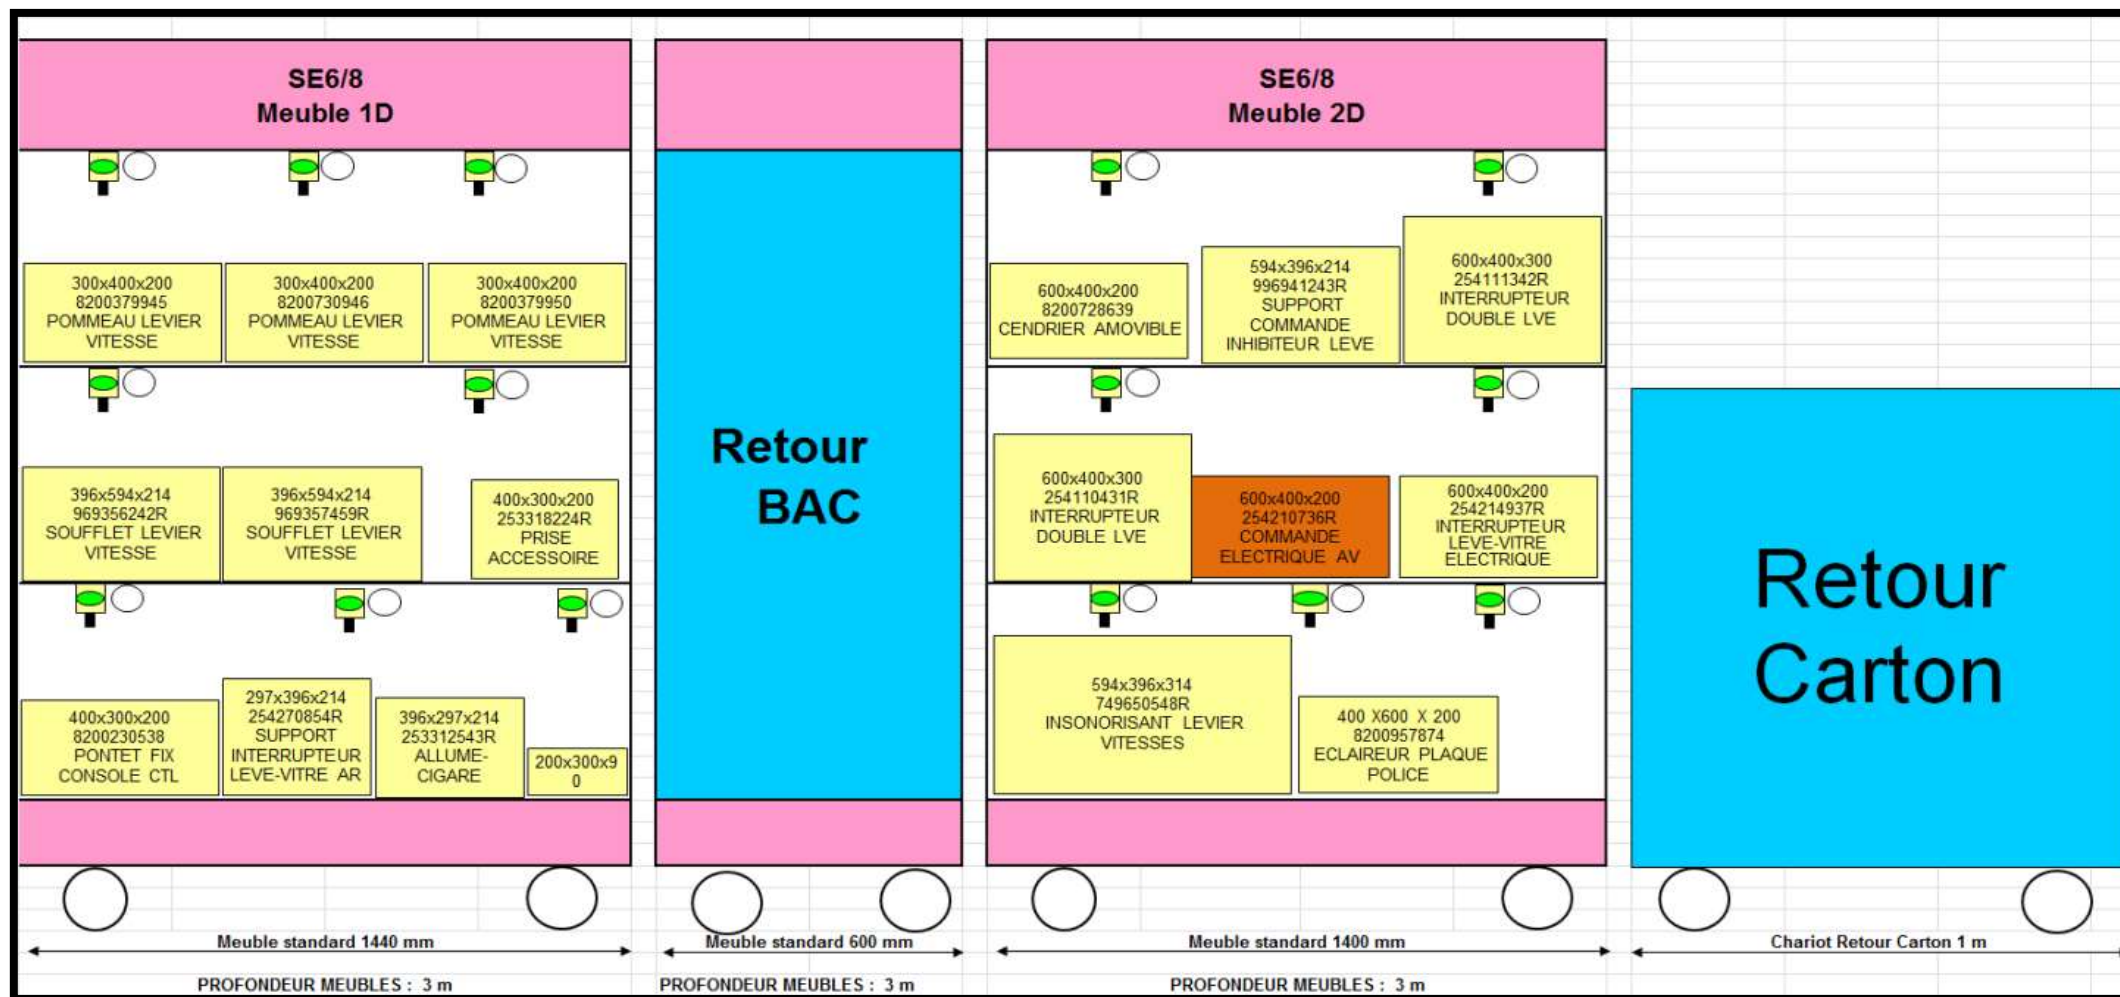 SE6/8
Meuble 1D
300x400x200
8200379945
POMMEAU LEVIER
VITESSE
300x400x200
8200730946
POMMEAU LEVIER
VITESSE
300x400x200
8200379950
POMMEAU LEVIER
VITESSE
396x594x214
969356242R
SOUFFLET LEVIER
VITESSE
396x594x214
969357459R
SOUFFLET LEVIER
VITESSE
400x300x200
253318224R
PRISE
ACCESSOIRE
400x300x200
8200230538
PONTET FIX
CONSOLE CTL
297x396x214
254270854R
SUPPORT
INTERRUPTEUR
LEVE-VITRE AR
396x297x214
253312543R
ALLUME-
CIGARE
200x300x9
0
Meuble standard 1440 mm
PROFONDEUR MEUBLES : 3 m
Retour
BAC
Meuble standard 600 mm
PROFONDEUR MEUBLES : 3 m
SE6/8
Meuble 2D
600x400x200
8200728639
CENDRIER AMOVIBLE
594x396x214
996941243R
SUPPORT
COMMANDE
INHIBITEUR LEVE
600x400x300
254111342R
INTERRUPTEUR
DOUBLE LVE
600x400x300
254110431R
INTERRUPTEUR
DOUBLE LVE
600x400x200
254210736R
COMMANDE
ELECTRIQUE AV
600x400x200
254214937R
INTERRUPTEUR
LEVE-VITRE
ELECTRIQUE
594x396x314
749650548R
INSONORISANT LEVIER
VITESSES
400 X600 X 200
8200957874
ECLAIREUR PLAQUE
POLICE
Meuble standard 1400 mm
PROFONDEUR MEUBLES : 3 m
Retour
Carton
Chariot Retour Carton 1 m